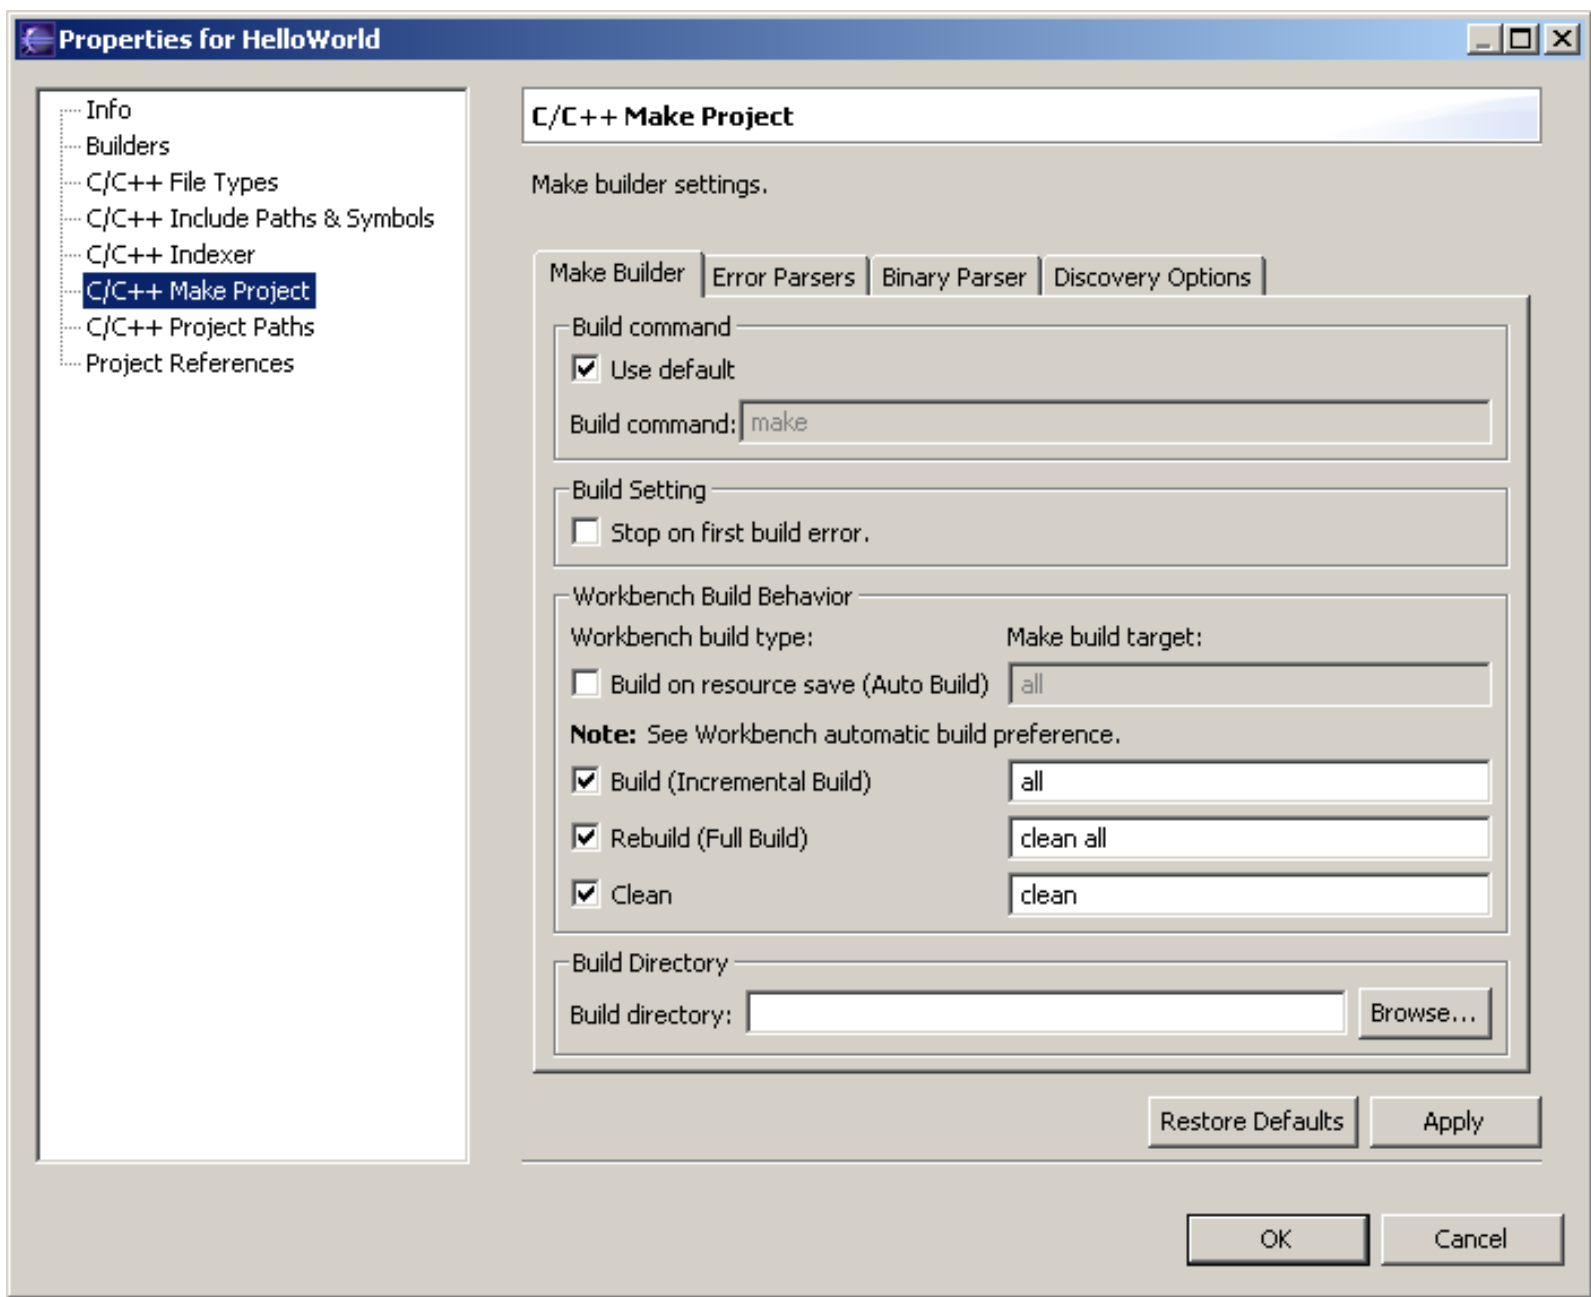 Properties for HelloWorld
Info
Builders
C/C++ File Types
C/C++ Include Paths & Symbols
C/C++ Indexer
C/C++ Make Project
C/C++ Project Paths
Project References
C/C++ Make Project
Make builder settings.
Make Builder Error Parsers Binary Parser Discovery Options
Build command
Use default
Build command: make
Build Setting
Stop on first build error.
Workbench Build Behavior
Workbench build type: Make build target:
Build on resource save (Auto Build) all
Note: See Workbench automatic build preference.
Build (Incremental Build) all
Rebuild (Full Build) clean all
Clean clean
Build Directory
Build directory: Browse...
Restore Defaults Apply
OK Cancel